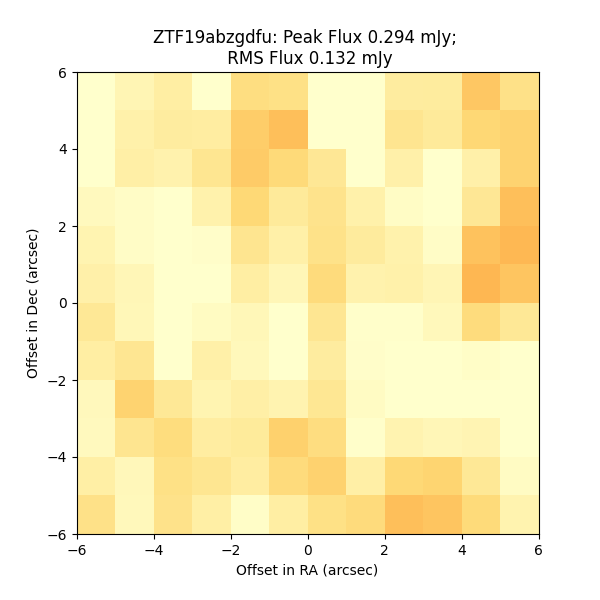 ZTF19abzgdfu: Peak Flux 0.294 mJy;
RMS Flux 0.132 mJy
6
4
2
0
−2
−4
−6
Offset in Dec (arcsec)
−6 −4 −2 0 2 4 6
Offset in RA (arcsec)